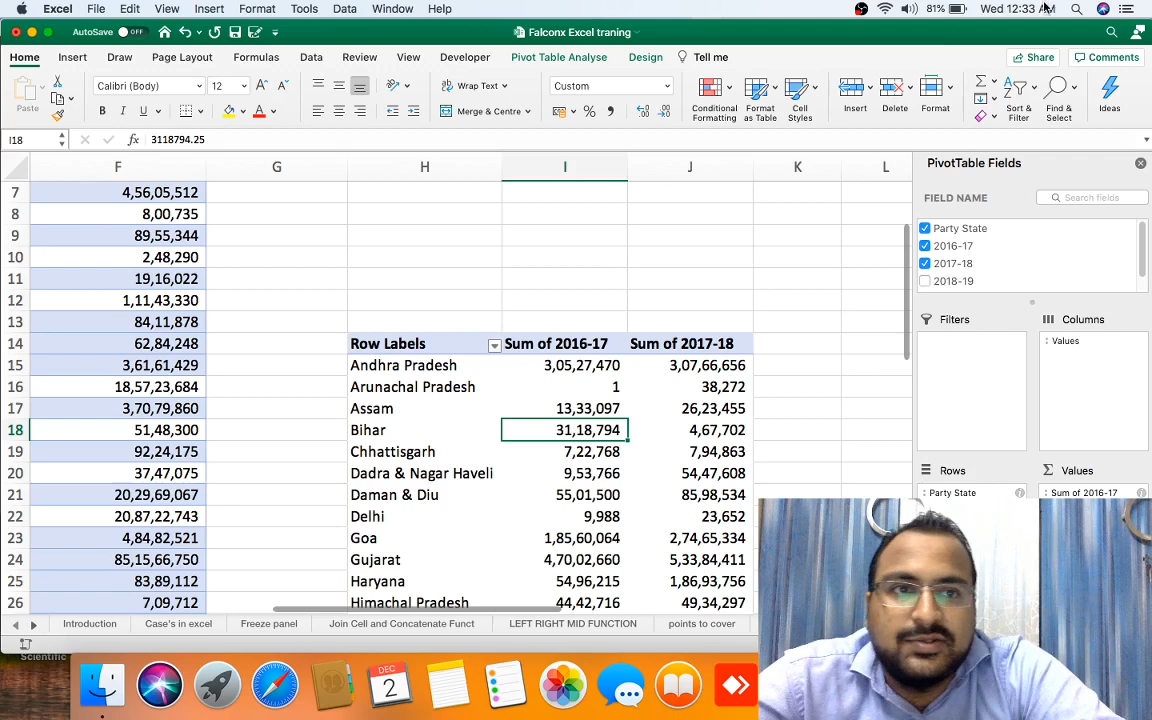 Excel File Edit View Insert Format Tools Data Window Help 81% Wed 12:33 AM
AutoSave OFF Falconx Excel traning
Home Insert Draw Page Layout Formulas Data Review View Developer Pivot Table Analyse Design Tell me Share Comments
Paste Calibri (Body) 12 A A Wrap Text Custom Conditional Formatting Format as Table Cell Styles Insert Delete Format Sort & Filter Find & Select Ideas
B I U A Merge & Centre %
I18 fx 3118794.25
F G H I J K L
7 4,56,05,512
8 8,00,735
9 89,55,344
10 2,48,290
11 19,16,022
12 1,11,43,330
13 84,11,878
14 62,84,248 Row Labels Sum of 2016-17 Sum of 2017-18
15 3,61,61,429 Andhra Pradesh 3,05,27,470 3,07,66,656
16 18,57,23,684 Arunachal Pradesh 1 38,272
17 3,70,79,860 Assam 13,33,097 26,23,455
18 51,48,300 Bihar 31,18,794 4,67,702
19 92,24,175 Chhattisgarh 7,22,768 7,94,863
20 37,47,075 Dadra & Nagar Haveli 9,53,766 54,47,608
21 20,29,69,067 Daman & Diu 55,01,500 85,98,534
22 20,87,22,743 Delhi 9,988 23,652
23 4,84,82,521 Goa 1,85,60,064 2,74,65,334
24 85,15,66,750 Gujarat 4,70,02,660 5,33,84,411
25 83,89,112 Haryana 54,96,215 1,86,93,756
26 7,09,712 Himachal Pradesh 44,42,716 49,34,297
PivotTable Fields
FIELD NAME Search fields
Party State
2016-17
2017-18
2018-19
Filters Columns
Values
Rows Values
Party State Sum of 2016-17
Introduction Case's in excel Freeze panel Join Cell and Concatenate Funct LEFT RIGHT MID FUNCTION points to cover
Scientific
DEC
2